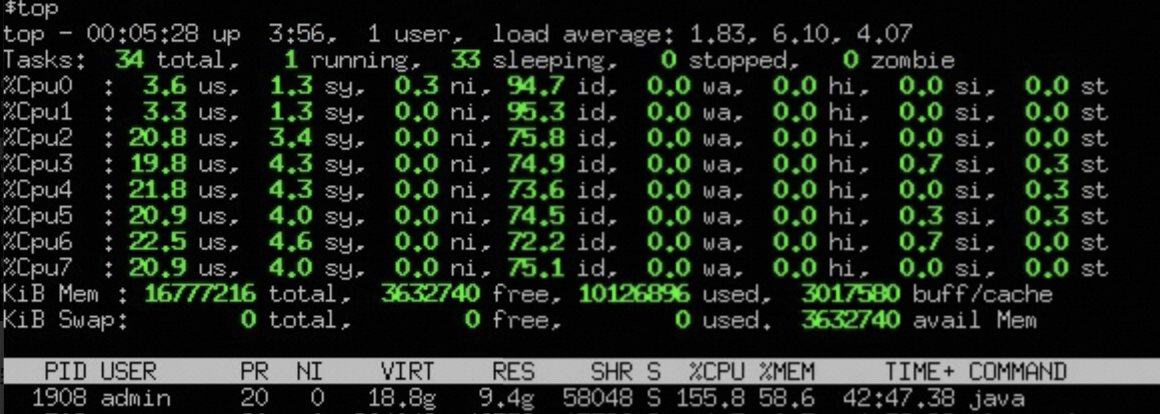 #top
top - 00:05:28 up  3:56,  1 user,  load average: 1.83, 6.10, 4.07
Tasks:  34 total,   1 running,  33 sleeping,   0 stopped,   0 zombie
%Cpu0  :  3.6 us,  1.3 sy,  0.3 ni, 94.7 id,  0.0 wa,  0.0 hi,  0.0 si,  0.0 st
%Cpu1  :  3.3 us,  1.3 sy,  0.0 ni, 95.3 id,  0.0 wa,  0.0 hi,  0.0 si,  0.0 st
%Cpu2  : 20.8 us,  3.4 sy,  0.0 ni, 75.8 id,  0.0 wa,  0.0 hi,  0.0 si,  0.0 st
%Cpu3  : 19.8 us,  4.3 sy,  0.0 ni, 74.9 id,  0.0 wa,  0.0 hi,  0.7 si,  0.3 st
%Cpu4  : 21.8 us,  4.3 sy,  0.0 ni, 73.6 id,  0.0 wa,  0.0 hi,  0.0 si,  0.3 st
%Cpu5  : 20.9 us,  4.0 sy,  0.0 ni, 74.5 id,  0.0 wa,  0.0 hi,  0.3 si,  0.3 st
%Cpu6  : 22.5 us,  4.6 sy,  0.0 ni, 72.2 id,  0.0 wa,  0.0 hi,  0.7 si,  0.0 st
%Cpu7  : 20.9 us,  4.0 sy,  0.0 ni, 75.1 id,  0.0 wa,  0.0 hi,  0.0 si,  0.0 st
KiB Mem : 16777216 total,  3632740 free, 10126896 used,  3017580 buff/cache
KiB Swap:        0 total,        0 free,        0 used.  3632740 avail Mem
PID USER      PR  NI    VIRT    RES    SHR S  %CPU %MEM     TIME+ COMMAND
1908 admin     20   0   18.8g   9.4g  58048 S 155.8 58.6  42:47.38 java